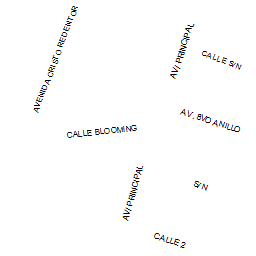 AVENIDA CRISTO REDENTOR
AV/ PRINCIPAL
CALLE S/N
AV. 8VO ANILLO
CALLE BLOOMING
AV/ PRINCIPAL
S/N
CALLE 2